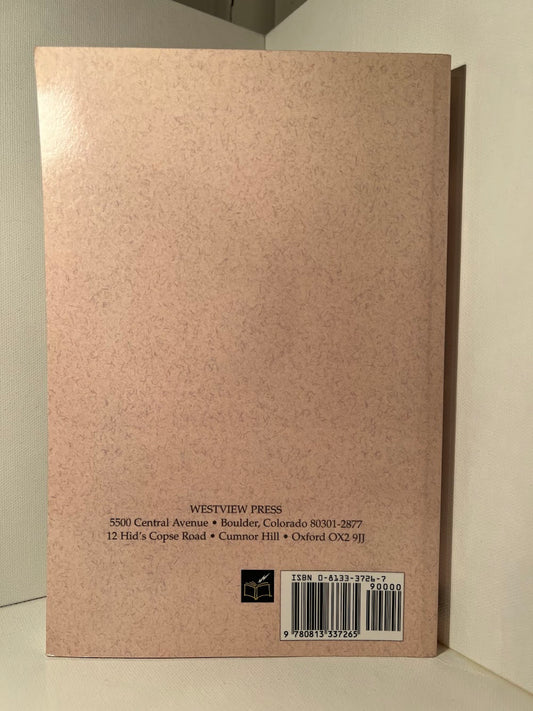 WESTVIEW PRESS
5500 Central Avenue • Boulder, Colorado 80301-2877
12 Hid's Copse Road • Cumnor Hill • Oxford OX2 9JJ
ISBN 0-8133-3726-7
90000
9 780813 337265